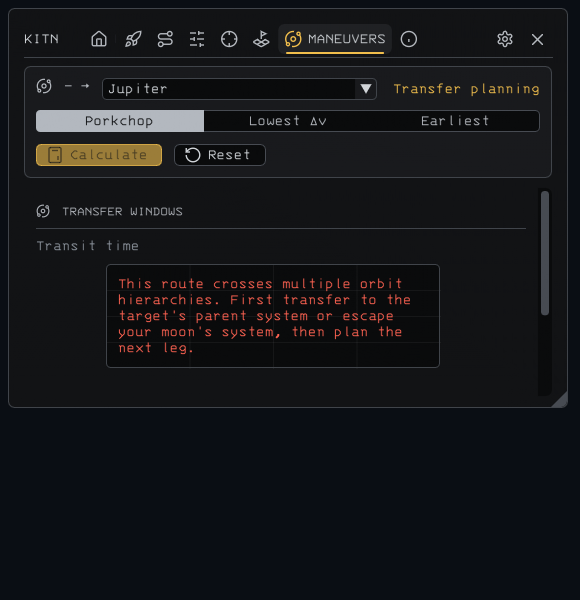 KITN MANEUVERS
— → Jupiter Transfer planning
Porkchop Lowest Δv Earliest
Calculate Reset
TRANSFER WINDOWS
Transit time
This route crosses multiple orbit
hierarchies. First transfer to the
target's parent system or escape
your moon's system, then plan the
next leg.